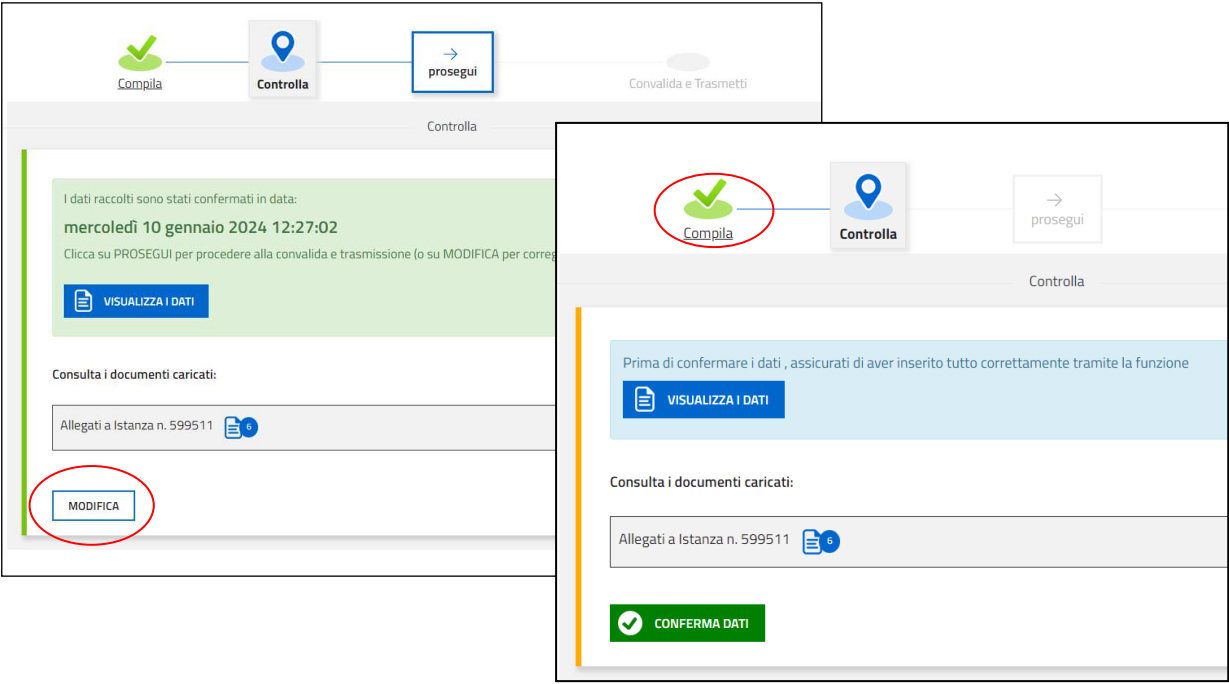 Compila
Controlla
→
prosegui
Convalida e Trasmetti
Controlla
I dati raccolti sono stati confermati in data:
mercoledì 10 gennaio 2024 12:27:02
Clicca su PROSEGUI per procedere alla convalida e trasmissione (o su MODIFICA per correg
VISUALIZZA I DATI
Consulta i documenti caricati:
Allegati a Istanza n. 599511 6
MODIFICA
Compila
Controlla
→
prosegui
Controlla
Prima di confermare i dati , assicurati di aver inserito tutto correttamente tramite la funzione
VISUALIZZA I DATI
Consulta i documenti caricati:
Allegati a Istanza n. 599511 6
CONFERMA DATI